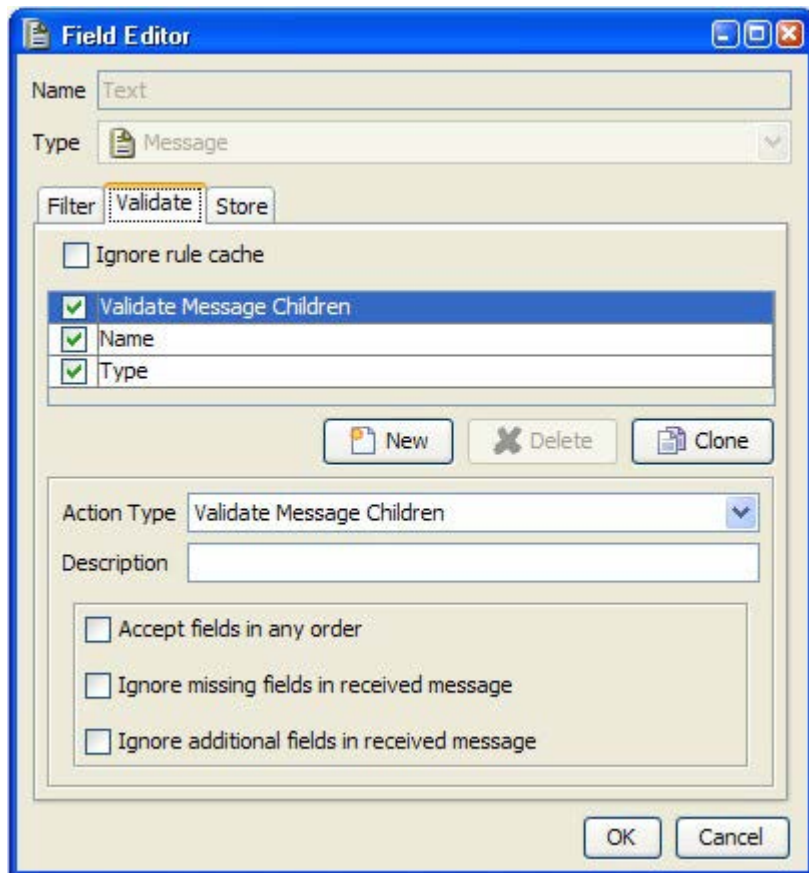 Field Editor
Name Text
Type Message
Filter Validate Store
Ignore rule cache
Validate Message Children
Name
Type
New Delete Clone
Action Type Validate Message Children
Description
Accept fields in any order
Ignore missing fields in received message
Ignore additional fields in received message
OK Cancel